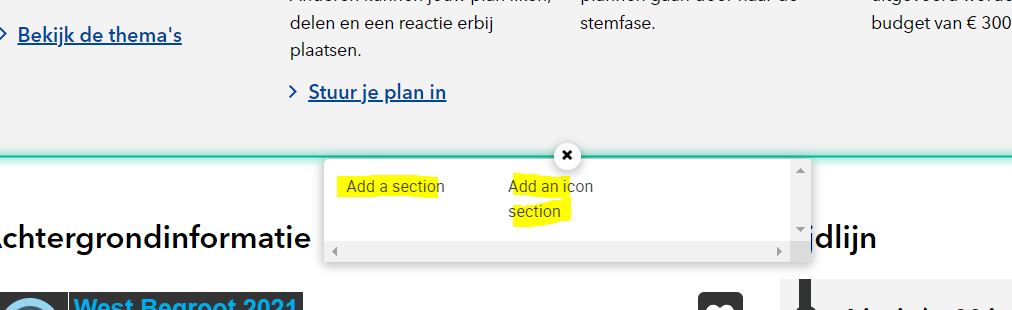 delen en een reactie erbij
plaatsen.
stemfase.
budget van € 300
Bekijk de thema's
Stuur je plan in
Add a section
Add an icon
section
chtergrondinformatie
jdlijn
West Begroot 2021